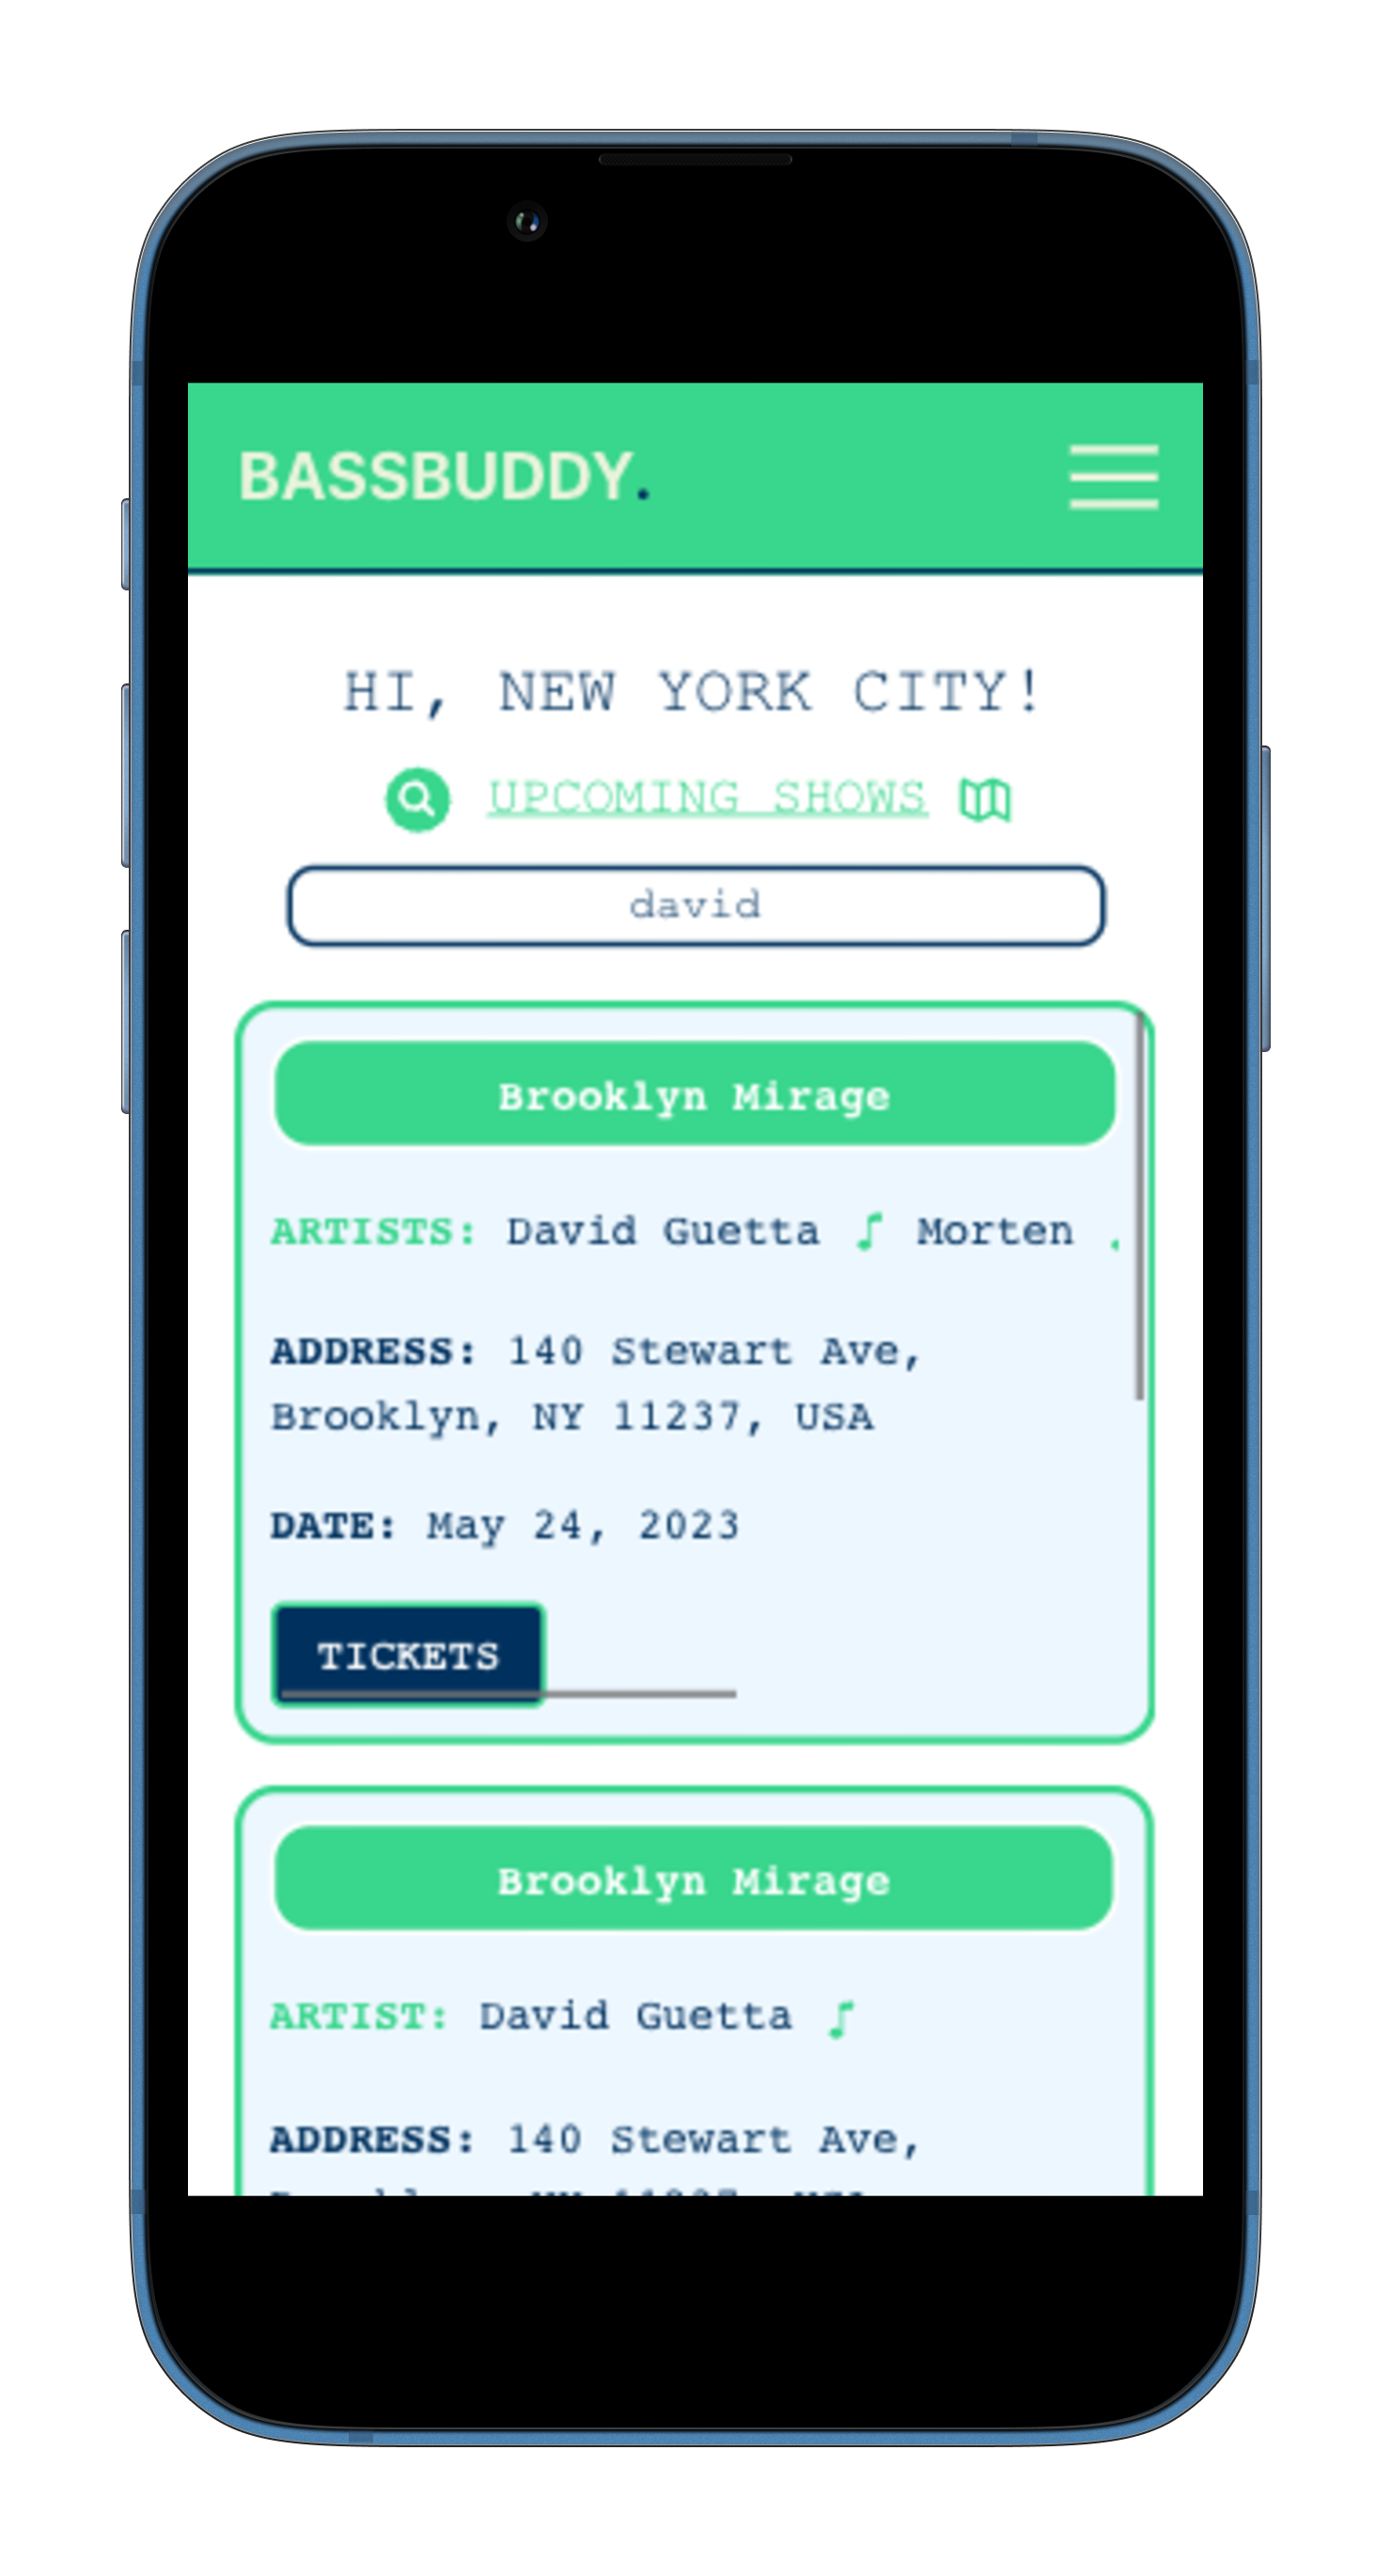 BASSBUDDY.
HI, NEW YORK CITY!
UPCOMING SHOWS
david
Brooklyn Mirage
ARTISTS: David Guetta Morten
ADDRESS: 140 Stewart Ave,
Brooklyn, NY 11237, USA
DATE: May 24, 2023
TICKETS
Brooklyn Mirage
ARTIST: David Guetta
ADDRESS: 140 Stewart Ave,